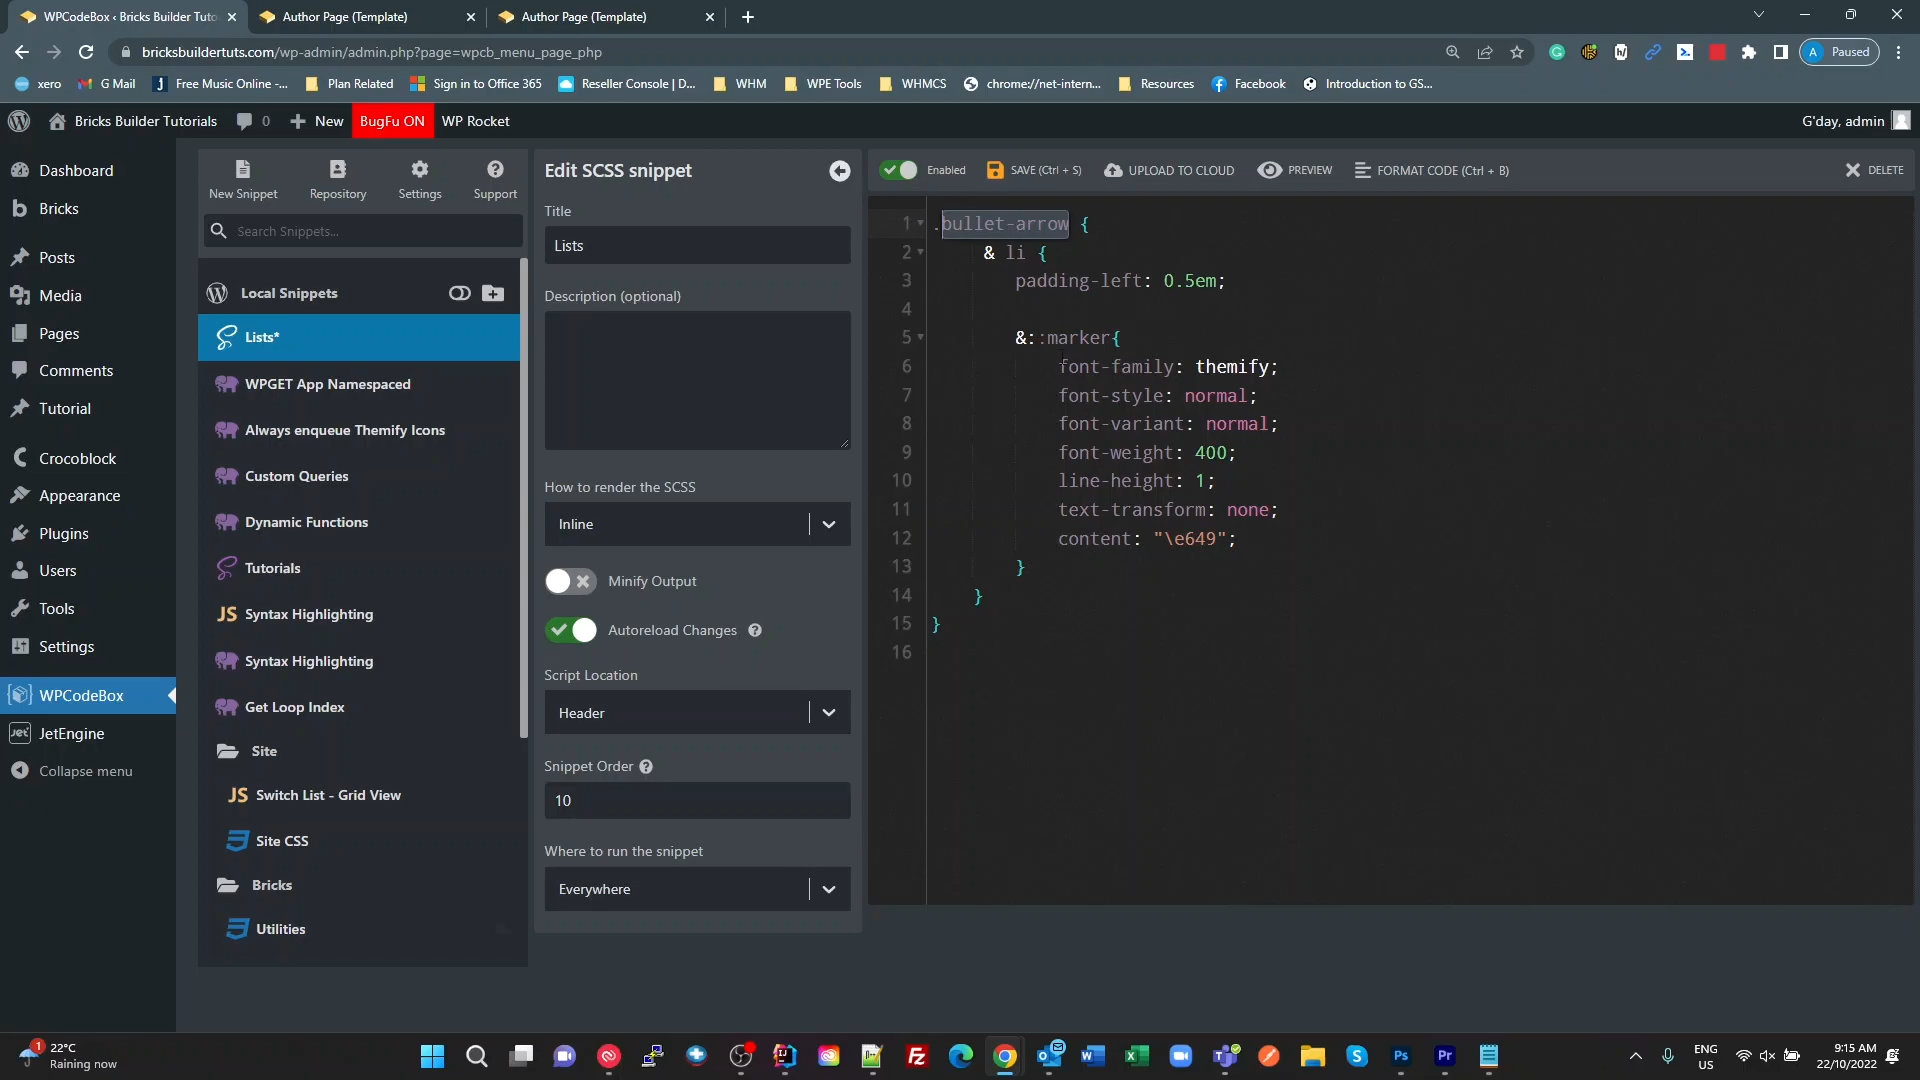 WPCodeBox ‹ Bricks Builder Tuto
Author Page (Template)
Author Page (Template)
bricksbuildertuts.com/wp-admin/admin.php?page=wpcb_menu_page_php
A Paused
xero
G Mail
Free Music Online -...
Plan Related
Sign in to Office 365
Reseller Console | D...
WHM
WPE Tools
WHMCS
chrome://net-intern...
Resources
Facebook
Introduction to GS...
Bricks Builder Tutorials
0
New
BugFu ON
WP Rocket
G'day, admin
Dashboard
Bricks
Posts
Media
Pages
Comments
Tutorial
Crocoblock
Appearance
Plugins
Users
Tools
Settings
WPCodeBox
JetEngine
Collapse menu
New Snippet
Repository
Settings
Support
Search Snippets...
Local Snippets
Lists*
WPGET App Namespaced
Always enqueue Themify Icons
Custom Queries
Dynamic Functions
Tutorials
JS Syntax Highlighting
Syntax Highlighting
Get Loop Index
Site
JS Switch List - Grid View
Site CSS
Bricks
Utilities
Edit SCSS snippet
Title
Lists
Description (optional)
How to render the SCSS
Inline
Minify Output
Autoreload Changes
Script Location
Header
Snippet Order
10
Where to run the snippet
Everywhere
Enabled
SAVE (Ctrl + S)
UPLOAD TO CLOUD
PREVIEW
FORMAT CODE (Ctrl + B)
DELETE
1 .bullet-arrow {
2 & li {
3 padding-left: 0.5em;
4
5 &::marker{
6 font-family: themify;
7 font-style: normal;
8 font-variant: normal;
9 font-weight: 400;
10 line-height: 1;
11 text-transform: none;
12 content: "\e649";
13 }
14 }
15 }
16
1
22°C
Raining now
ENG
US
9:15 AM
22/10/2022